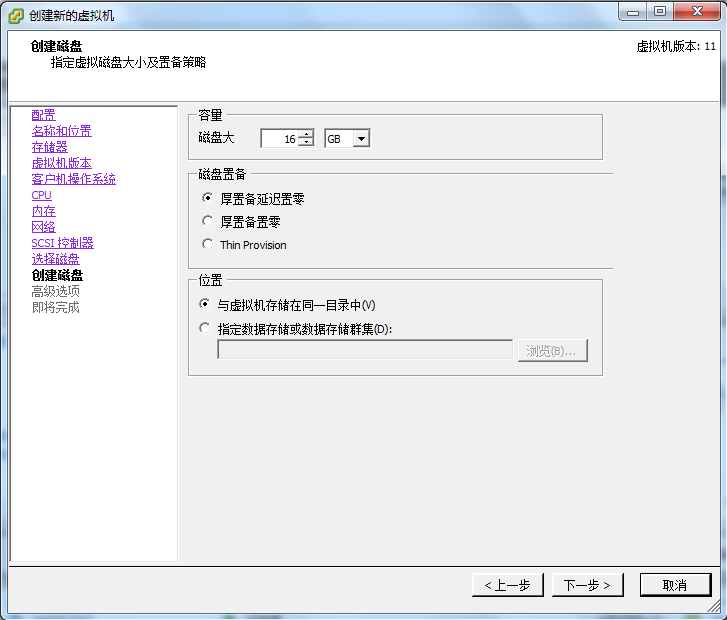 创建新的虚拟机
创建磁盘
指定虚拟磁盘大小及置备策略
虚拟机版本: 11
配置
名称和位置
存储器
虚拟机版本
客户机操作系统
CPU
内存
网络
SCSI 控制器
选择磁盘
创建磁盘
高级选项
即将完成
容量
磁盘大
16
GB
磁盘置备
厚置备延迟置零
厚置备置零
Thin Provision
位置
与虚拟机存储在同一目录中(V)
指定数据存储或数据存储群集(D):
浏览(B)...
< 上一步
下一步 >
取消